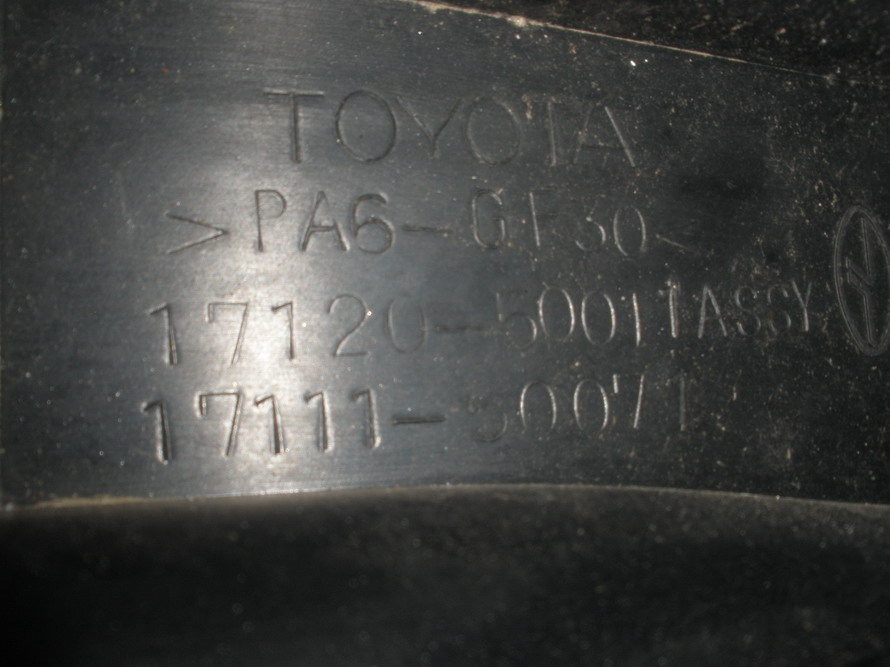 TOYOTA
>PA6-GF30<
17120-50011ASSY
17111-50071